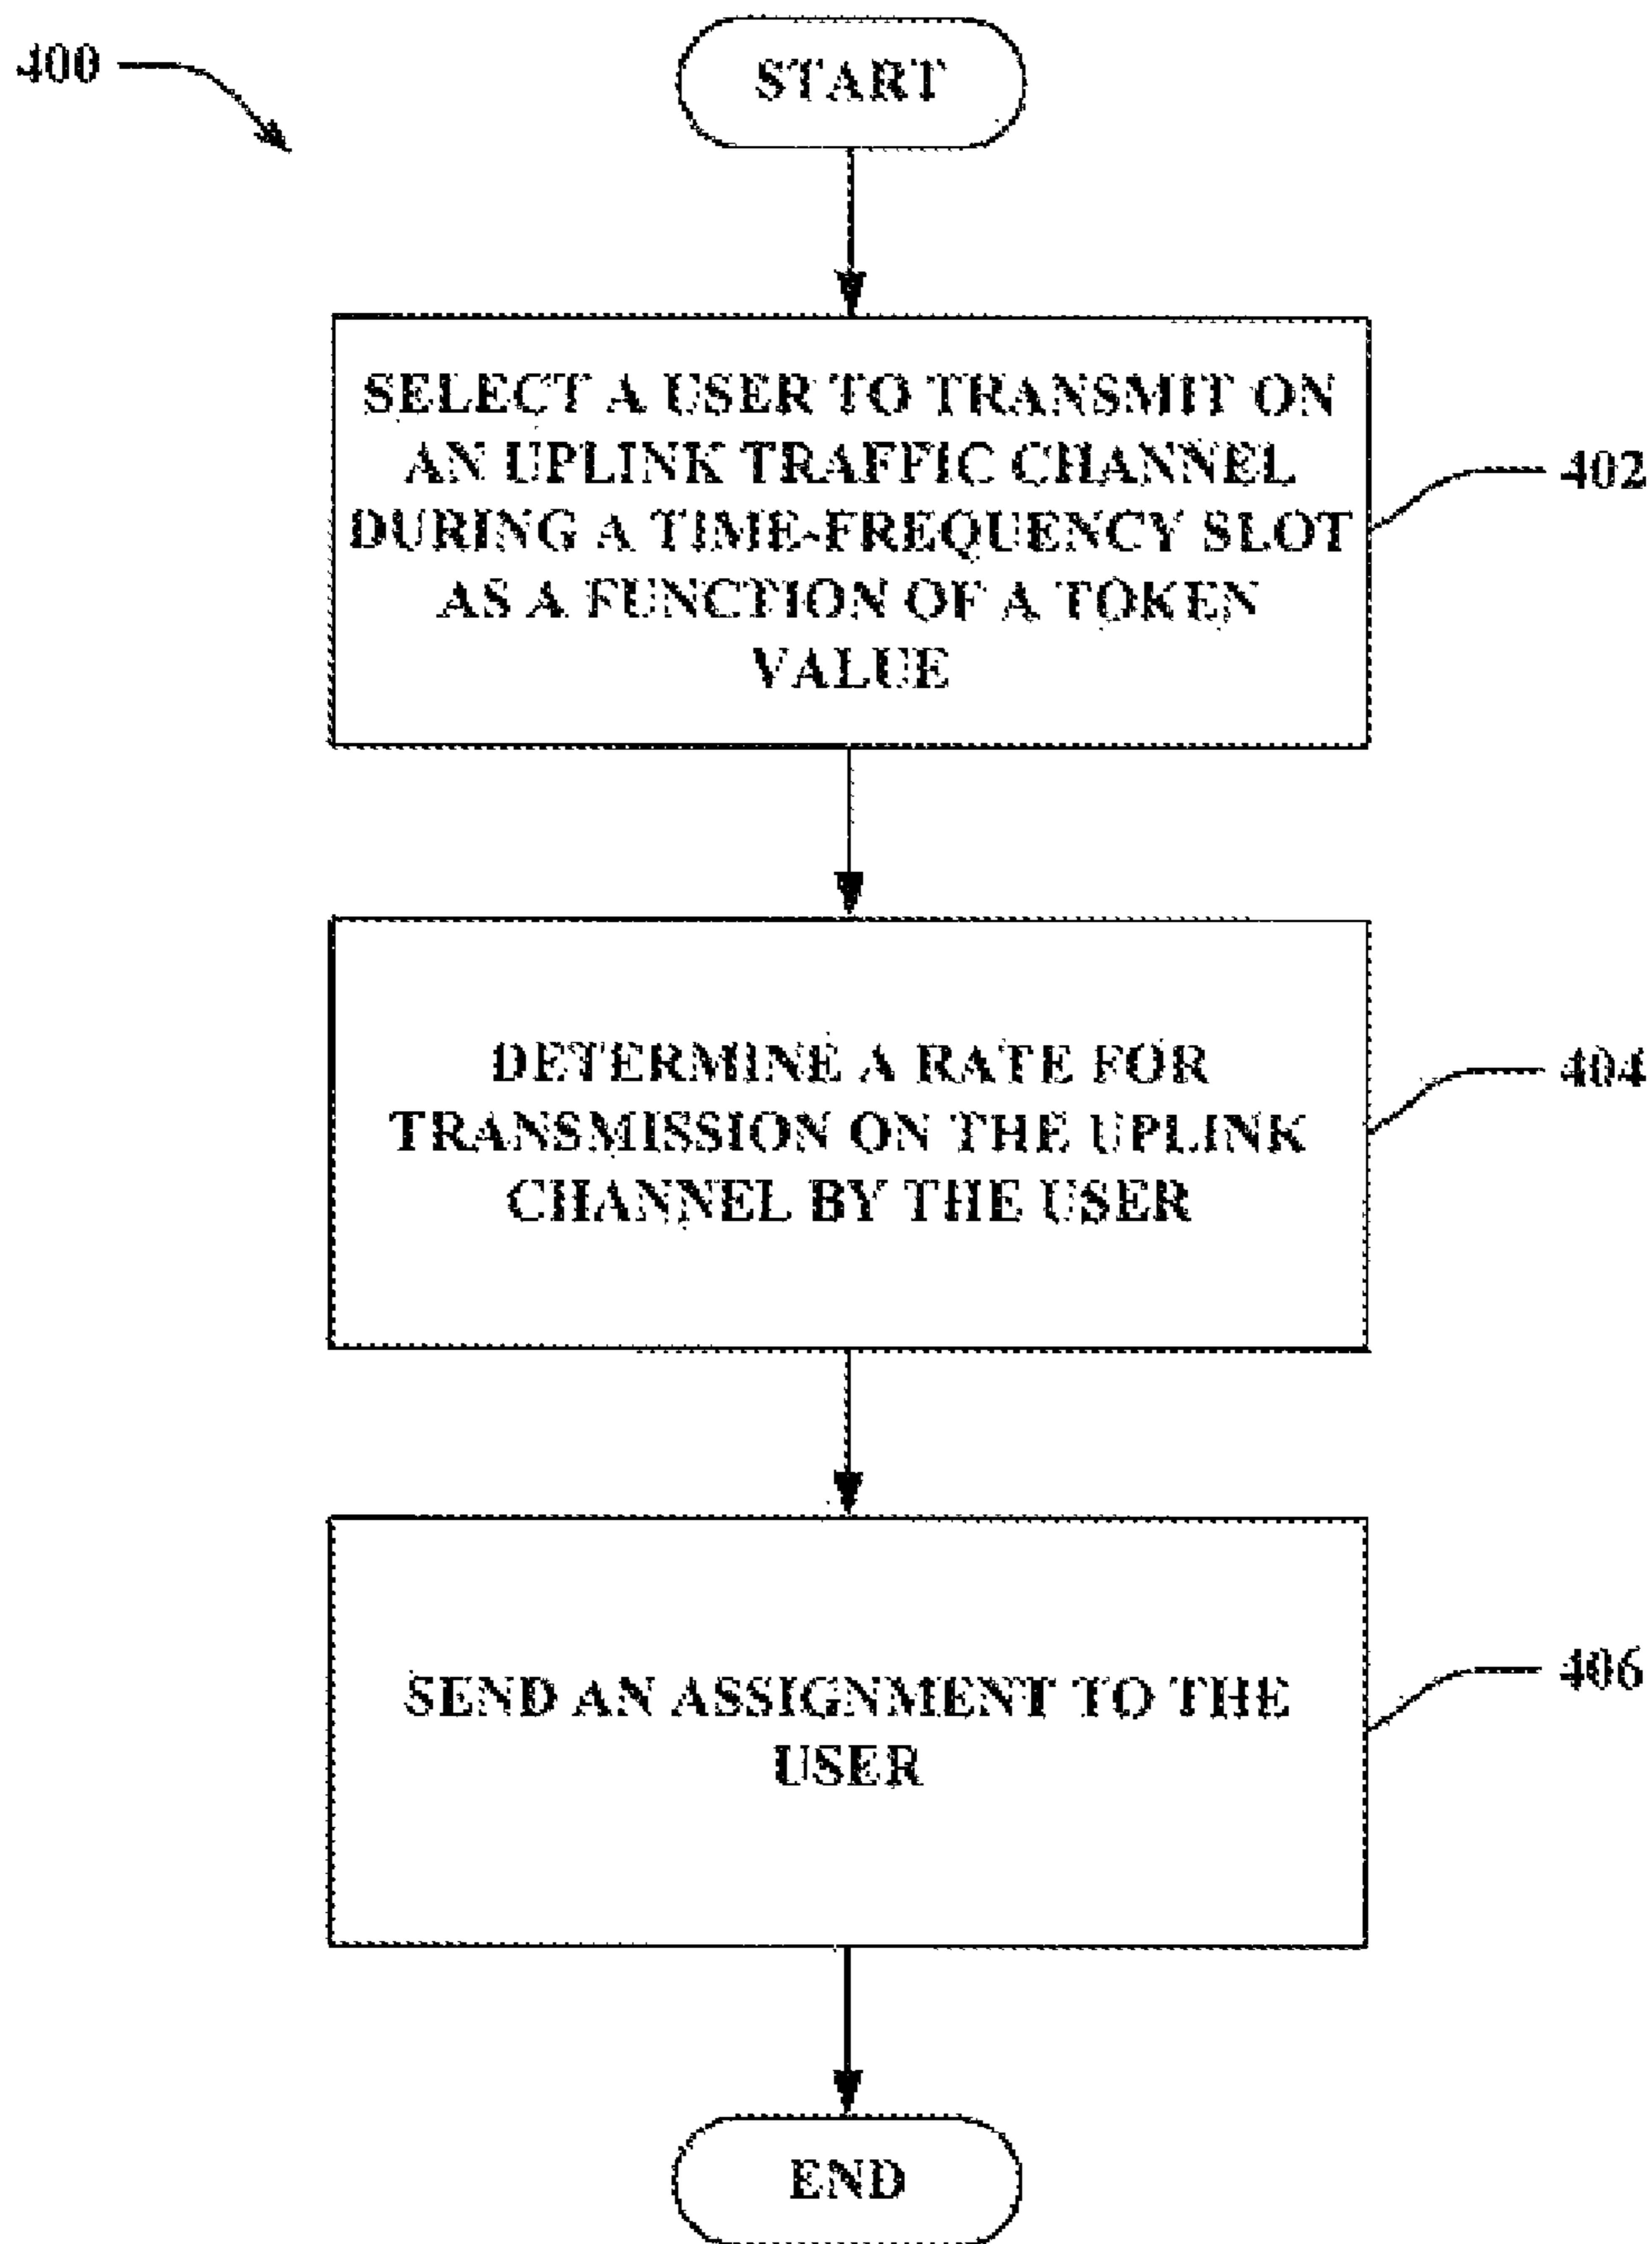 400
START
SELECT A USER TO TRANSMIT ON
AN UPLINK TRAFFIC CHANNEL
DURING A TIME-FREQUENCY SLOT
AS A FUNCTION OF A TOKEN
VALUE
402
DETERMINE A RATE FOR
TRANSMISSION ON THE UPLINK
CHANNEL BY THE USER
404
SEND AN ASSIGNMENT TO THE
USER
406
END